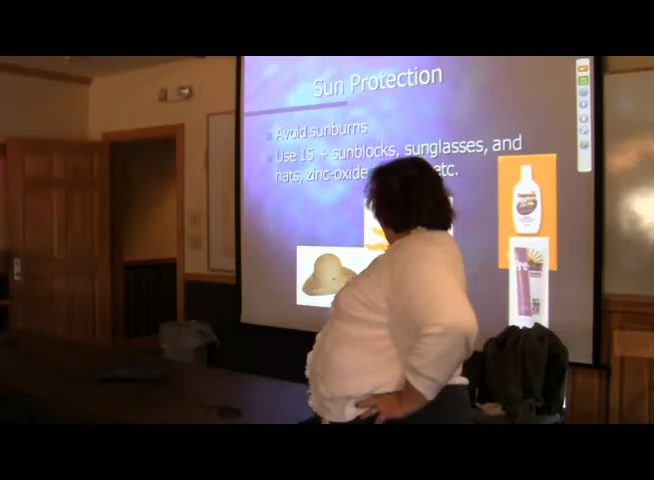 Sun Protection
Avoid sunburns
Use 15 + sunblocks, sunglasses, and
hats, zinc-oxide etc.